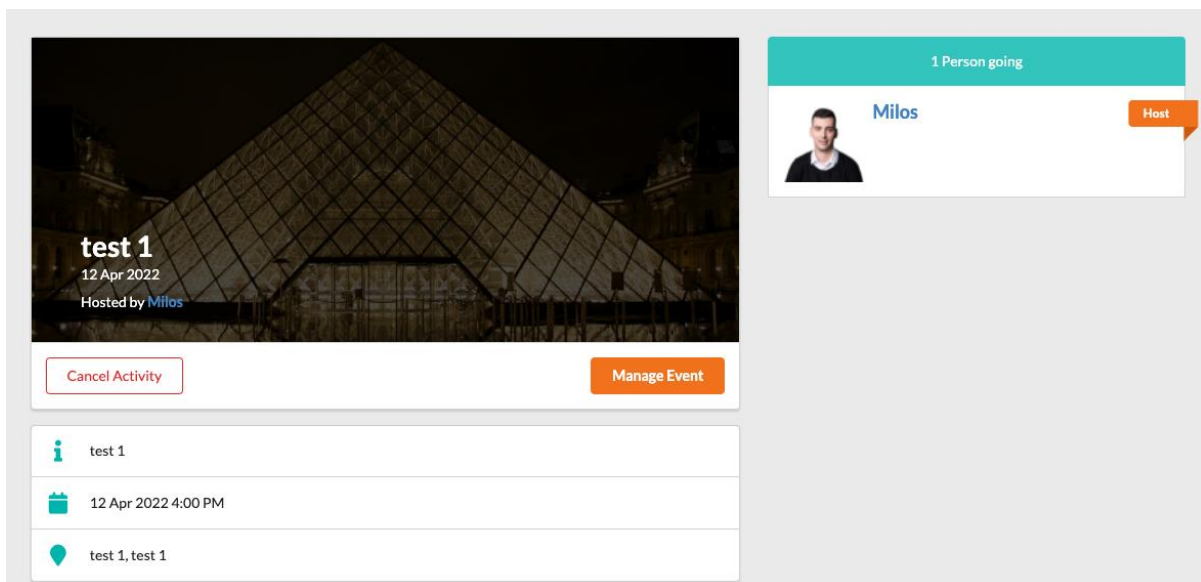 test 1
12 Apr 2022
Hosted by Milos
Cancel Activity
Manage Event
test 1
12 Apr 2022 4:00 PM
test 1, test 1
1 Person going
Milos
Host